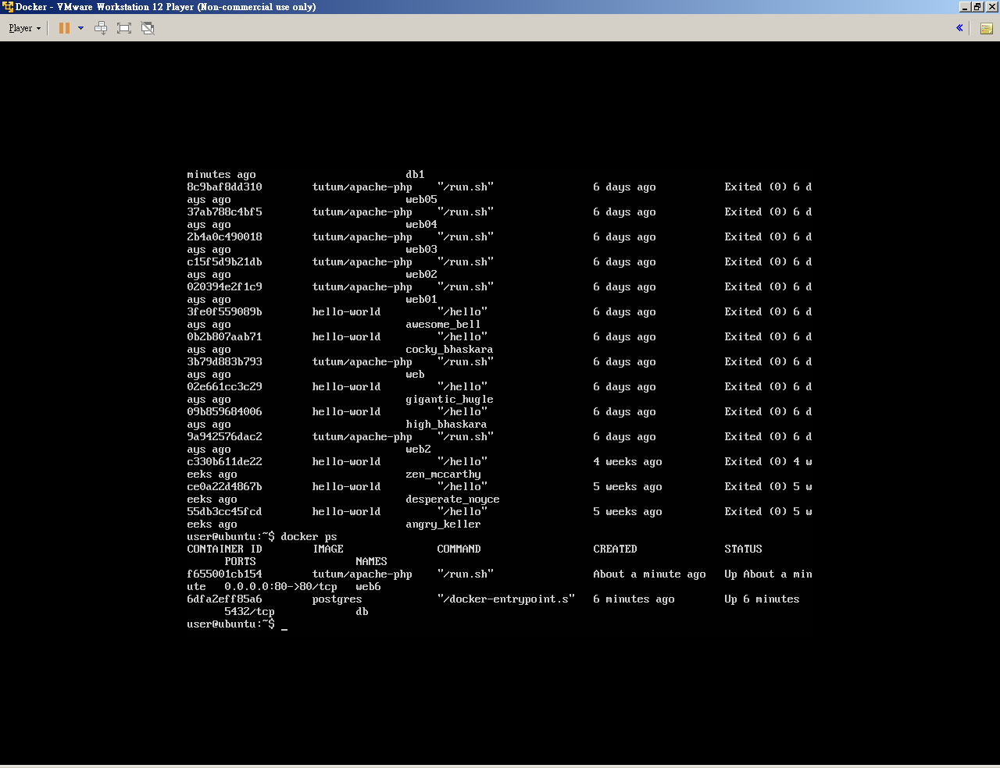 Docker - VMware Workstation 12 Player (Non-commercial use only)
Player
minutes ago db1
8c9baf8dd310 tutum/apache-php "/run.sh" 6 days ago Exited (0) 6 d
ays ago web05
37ab788c4bf5 tutum/apache-php "/run.sh" 6 days ago Exited (0) 6 d
ays ago web04
2b4a0c490018 tutum/apache-php "/run.sh" 6 days ago Exited (0) 6 d
ays ago web03
c15f5d9b21db tutum/apache-php "/run.sh" 6 days ago Exited (0) 6 d
ays ago web02
020394e2f1c9 tutum/apache-php "/run.sh" 6 days ago Exited (0) 6 d
ays ago web01
3fe0f559089b hello-world "/hello" 6 days ago Exited (0) 6 d
ays ago awesome_bell
0b2b807aab71 hello-world "/hello" 6 days ago Exited (0) 6 d
ays ago cocky_bhaskara
3b79d883b793 tutum/apache-php "/run.sh" 6 days ago Exited (0) 6 d
ays ago web
02e661cc3c29 hello-world "/hello" 6 days ago Exited (0) 6 d
ays ago gigantic_hugle
09b859684006 hello-world "/hello" 6 days ago Exited (0) 6 d
ays ago high_bhaskara
9a942576dac2 tutum/apache-php "/run.sh" 6 days ago Exited (0) 6 d
ays ago web2
c330b611de22 hello-world "/hello" 4 weeks ago Exited (0) 4 w
eeks ago zen_mccarthy
ce0a22d4867b hello-world "/hello" 5 weeks ago Exited (0) 5 w
eeks ago desperate_noyce
55db3cc45fcd hello-world "/hello" 5 weeks ago Exited (0) 5 w
eeks ago angry_keller
user@ubuntu:~$ docker ps
CONTAINER ID IMAGE COMMAND CREATED STATUS
PORTS NAMES
f655001cb154 tutum/apache-php "/run.sh" About a minute ago Up About a min
ute 0.0.0.0:80->80/tcp web6
6dfa2eff85a6 postgres "/docker-entrypoint.s" 6 minutes ago Up 6 minutes
5432/tcp db
user@ubuntu:~$ _